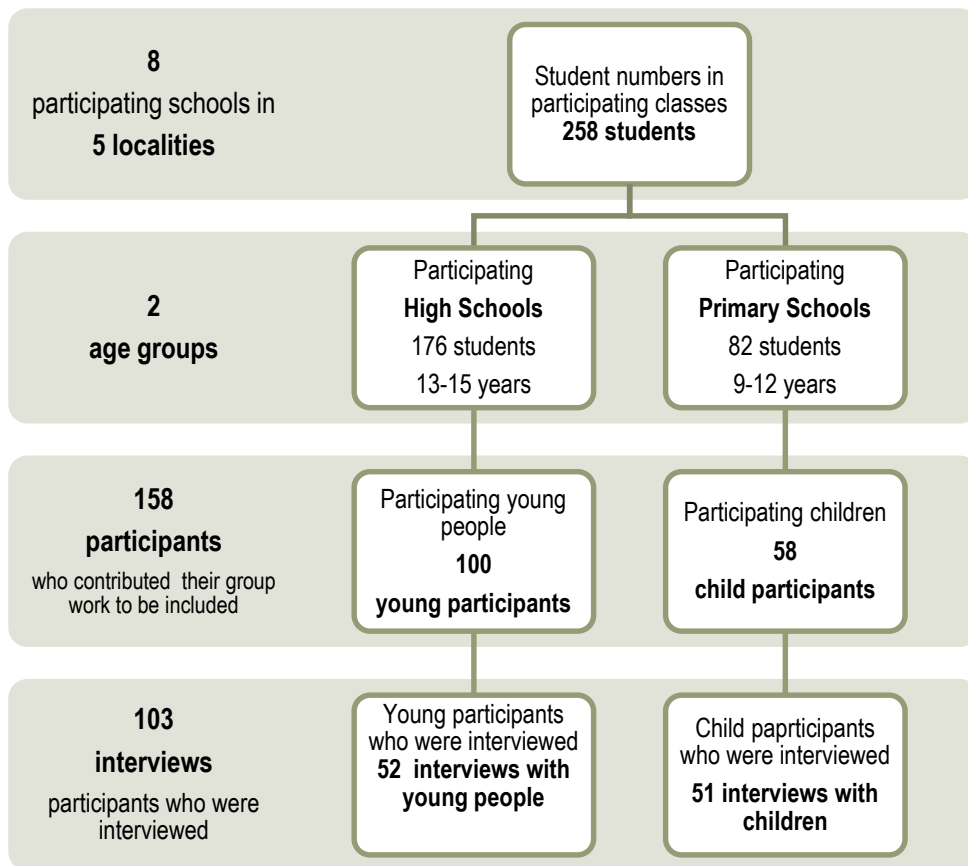 8
participating schools in
5 localities
Student numbers in
participating classes
258 students
2
age groups
Participating
High Schools
176 students
13-15 years
Participating
Primary Schools
82 students
9-12 years
158
participants
who contributed their group
work to be included
Participating young
people
100
young participants
Participating children
58
child participants
103
interviews
participants who were
interviewed
Young participants
who were interviewed
52 interviews with
young people
Child paprticipants
who were interviewed
51 interviews with
children